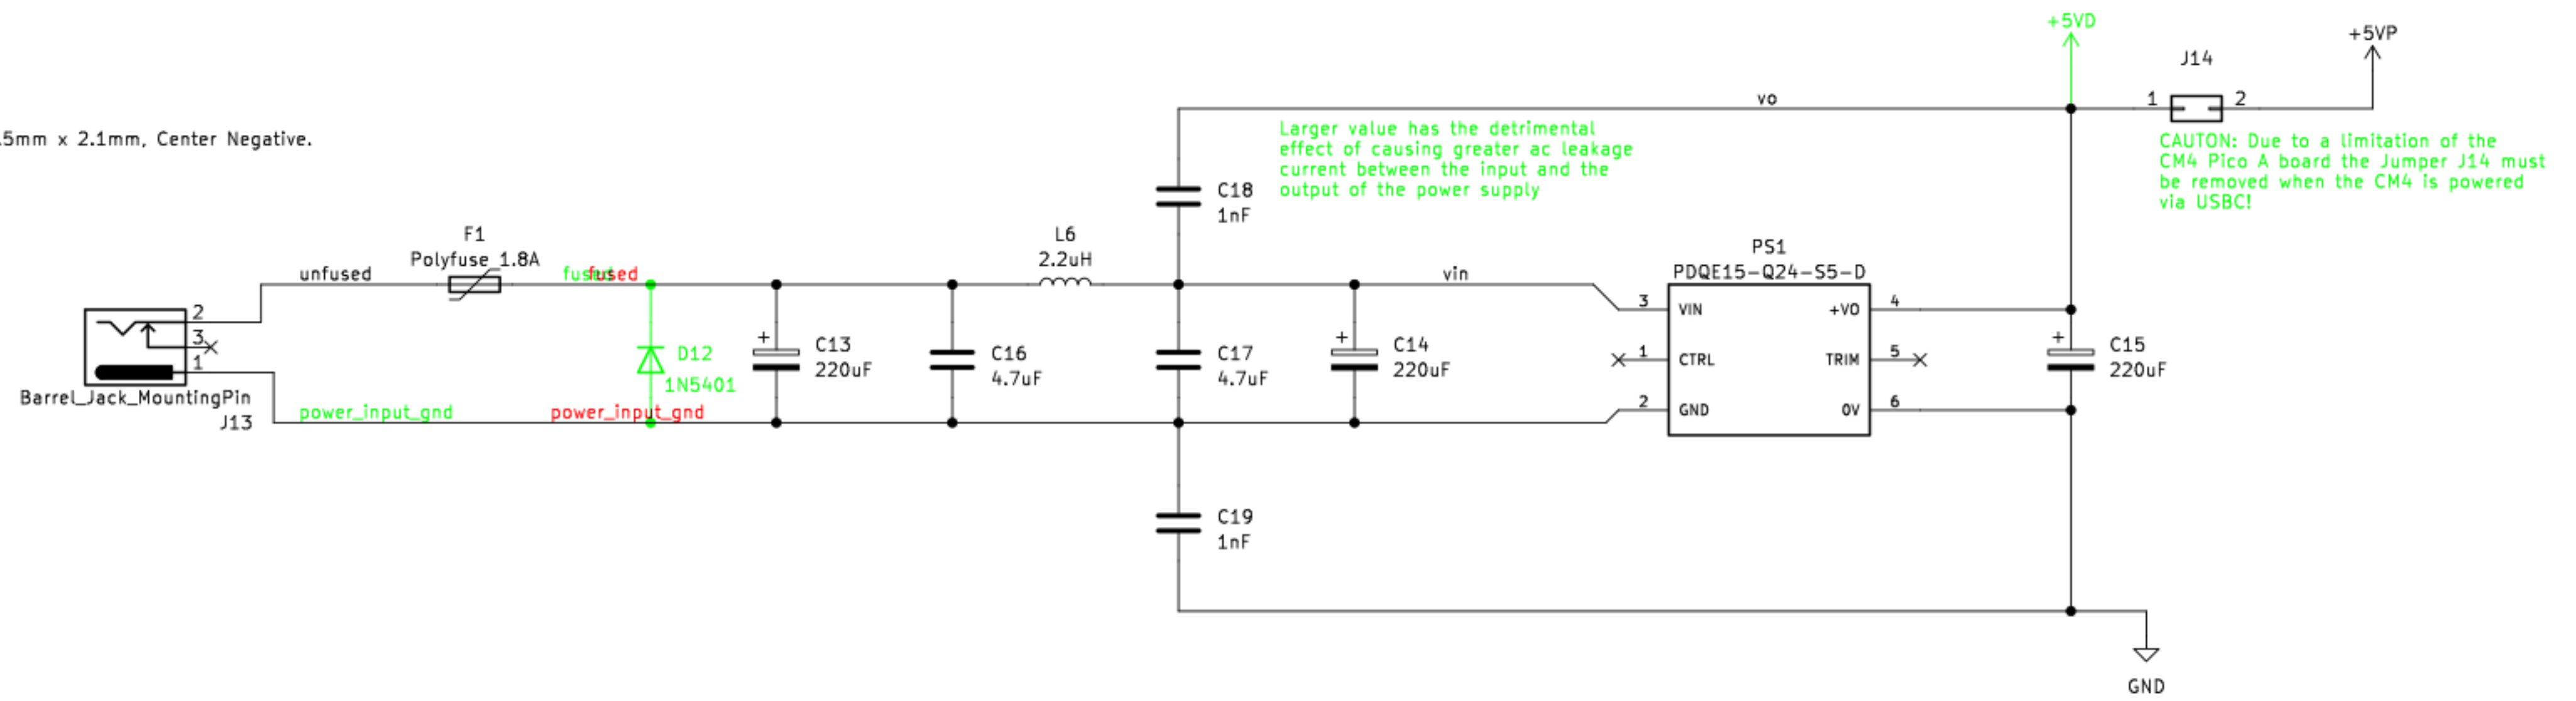 +5VD
+5VP
J14
1
2
vo
.5mm x 2.1mm, Center Negative.
Larger value has the detrimental
effect of causing greater ac leakage
current between the input and the
output of the power supply
CAUTON: Due to a limitation of the
CM4 Pico A board the Jumper J14 must
be removed when the CM4 is powered
via USBC!
C18
1nF
F1
Polyfuse 1.8A
unfused
fused
fused
L6
2.2uH
vin
PS1
PDQE15-Q24-S5-D
3
VIN
+VO
4
1
CTRL
TRIM
5
2
GND
0V
6
2
3
1
Barrel_Jack_MountingPin
J13
power_input_gnd
power_input_gnd
D12
1N5401
+
C13
220uF
C16
4.7uF
C17
4.7uF
+
C14
220uF
+
C15
220uF
C19
1nF
GND